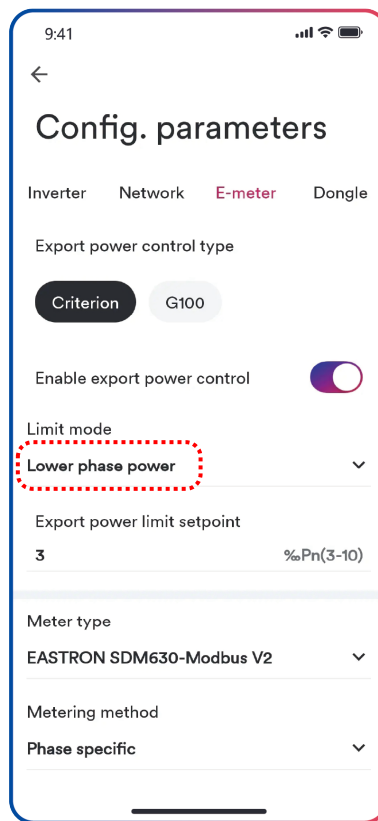 9:41
Config. parameters
Inverter Network E-meter Dongle
Export power control type
Criterion G100
Enable export power control
Limit mode
Lower phase power
Export power limit setpoint
3 ‰Pn(3-10)
Meter type
EASTRON SDM630-Modbus V2
Metering method
Phase specific